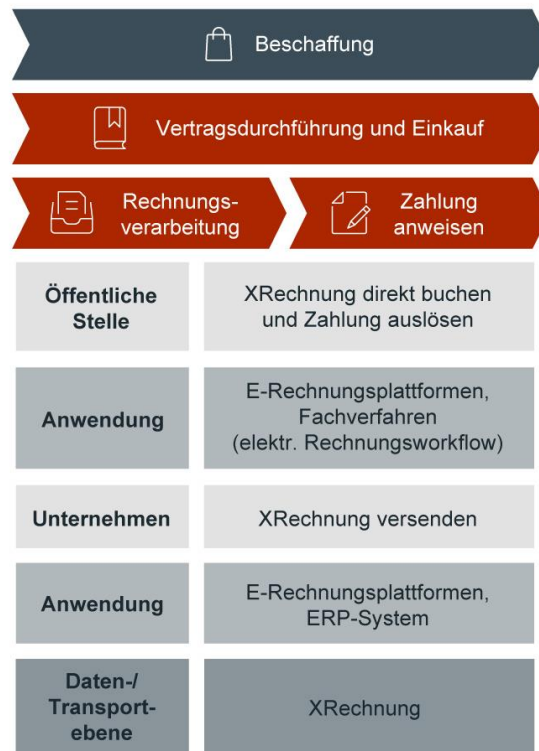 Beschaffung
Vertragsdurchführung und Einkauf
Rechnungs-
verarbeitung
Zahlung
anweisen
Öffentliche
Stelle
XRechnung direkt buchen
und Zahlung auslösen
Anwendung
E-Rechnungsplattformen,
Fachverfahren
(elektr. Rechnungsworkflow)
Unternehmen
XRechnung versenden
Anwendung
E-Rechnungsplattformen,
ERP-System
Daten-/
Transport-
ebene
XRechnung